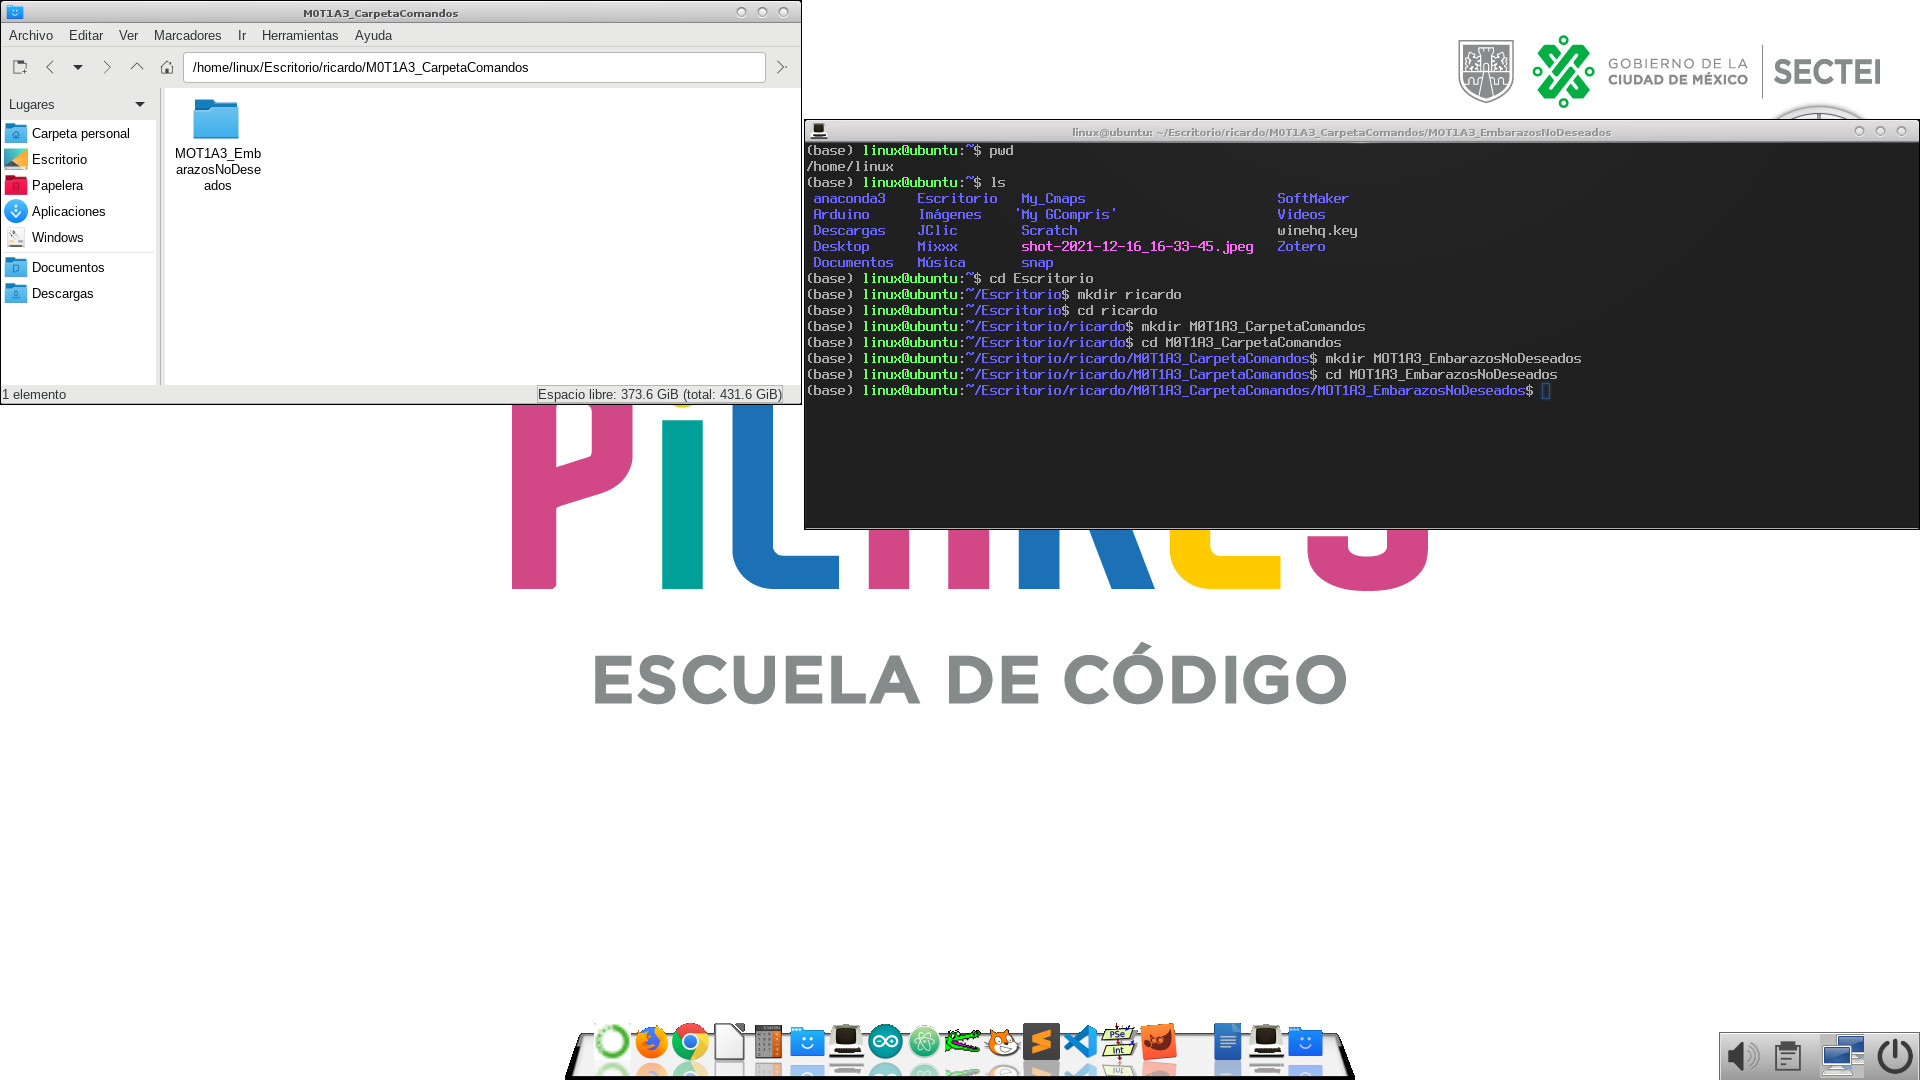 M0T1A3_CarpetaComandos
Archivo Editar Ver Marcadores Ir Herramientas Ayuda
/home/linux/Escritorio/ricardo/M0T1A3_CarpetaComandos
Lugares
Carpeta personal
Escritorio
Papelera
Aplicaciones
Windows
Documentos
Descargas
MOT1A3_Emb
arazosNoDese
ados
1 elemento
Espacio libre: 373.6 GiB (total: 431.6 GiB)
GOBIERNO DE LA
CIUDAD DE MÉXICO
SECTEI
linux@ubuntu: ~/Escritorio/ricardo/M0T1A3_CarpetaComandos/MOT1A3_EmbarazosNoDeseados
(base) linux@ubuntu:~$ pwd
/home/linux
(base) linux@ubuntu:~$ ls
anaconda3 Escritorio My_Cmaps SoftMaker
Arduino Imágenes 'My GCompris' Videos
Descargas JClic Scratch winehq.key
Desktop Mixxx shot-2021-12-16_16-33-45.jpeg Zotero
Documentos Música snap
(base) linux@ubuntu:~$ cd Escritorio
(base) linux@ubuntu:~/Escritorio$ mkdir ricardo
(base) linux@ubuntu:~/Escritorio$ cd ricardo
(base) linux@ubuntu:~/Escritorio/ricardo$ mkdir M0T1A3_CarpetaComandos
(base) linux@ubuntu:~/Escritorio/ricardo$ cd M0T1A3_CarpetaComandos
(base) linux@ubuntu:~/Escritorio/ricardo/M0T1A3_CarpetaComandos$ mkdir MOT1A3_EmbarazosNoDeseados
(base) linux@ubuntu:~/Escritorio/ricardo/M0T1A3_CarpetaComandos$ cd MOT1A3_EmbarazosNoDeseados
(base) linux@ubuntu:~/Escritorio/ricardo/M0T1A3_CarpetaComandos/MOT1A3_EmbarazosNoDeseados$
PiLARES
ESCUELA DE CÓDIGO
PSe
Int